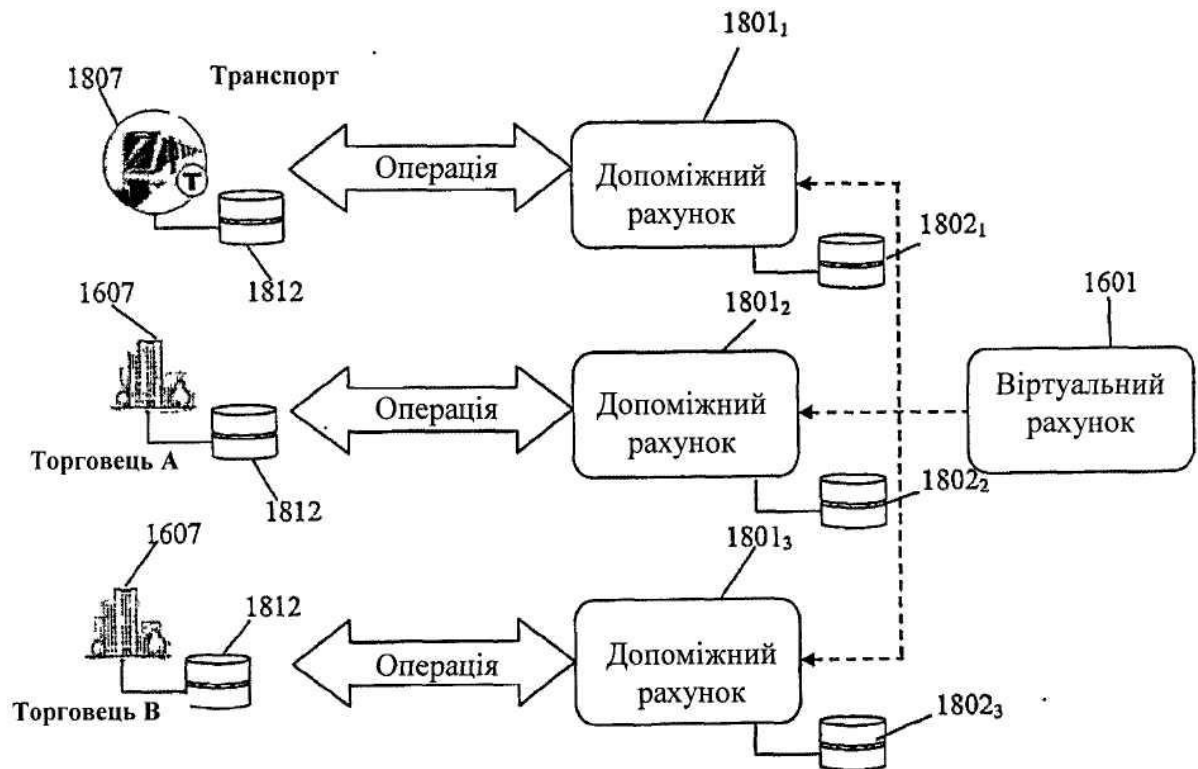 1801₁
1807
Транспорт
Операція
Допоміжний
рахунок
T
1802₁
1812
1607
1801₂
1601
Операція
Допоміжний
рахунок
Віртуальний
рахунок
Торговець А
1812
1802₂
1607
1801₃
1812
Операція
Допоміжний
рахунок
Торговець В
1802₃